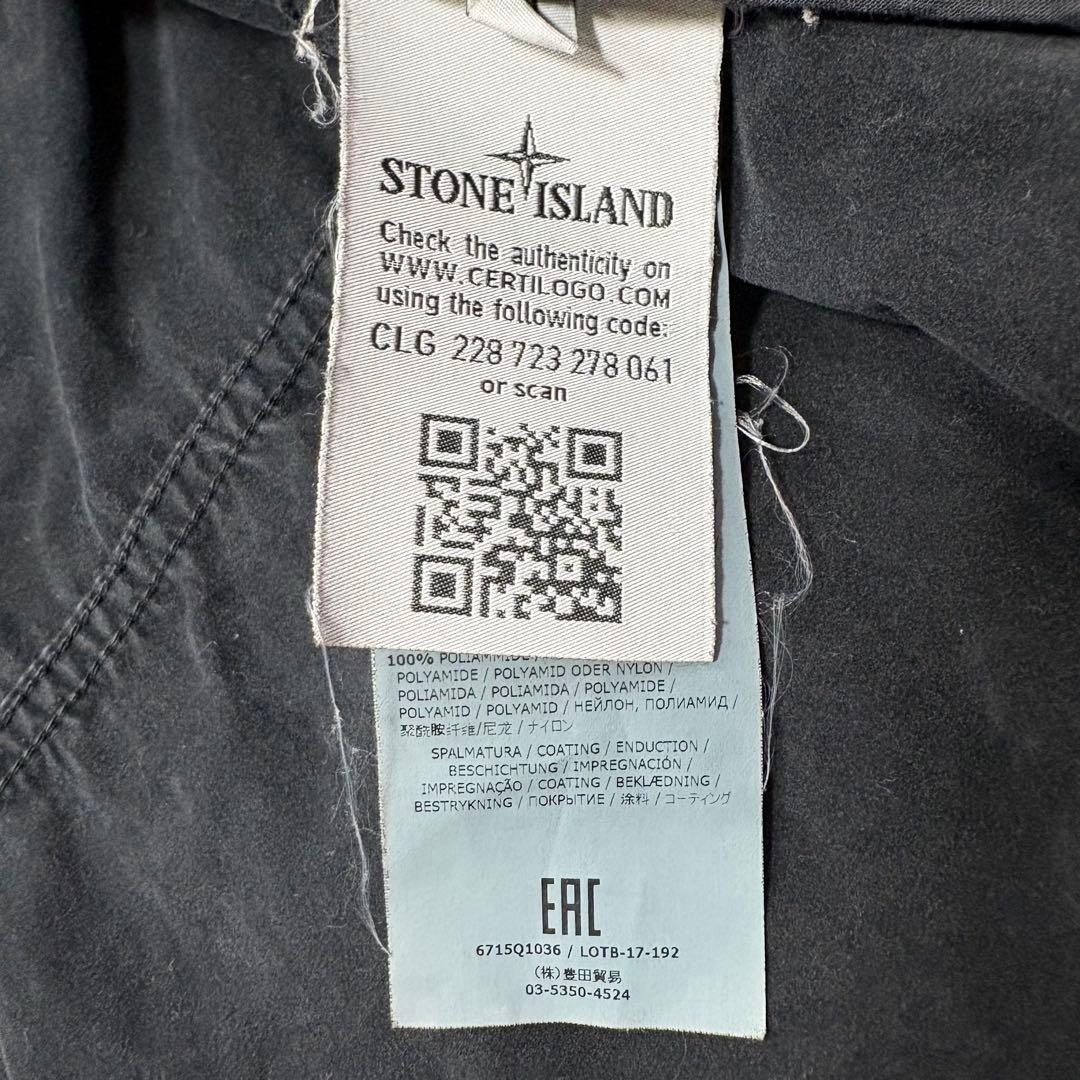 STONE ISLAND
Check the authenticity on
WWW.CERTILOGO.COM
using the following code:
CLG 228 723 278 061
or scan
100% POLIAMMIDE /
POLYAMIDE / POLYAMID ODER NYLON /
POLIAMIDA / POLIAMIDA / POLYAMIDE /
POLYAMID / POLYAMID / НЕЙЛОН, ПОЛИАМИД /
聚酰胺纤维/尼龙 / ナイロン
SPALMATURA / COATING / ENDUCTION /
BESCHICHTUNG / IMPREGNACIÓN /
IMPREGNAÇÃO / COATING / BEKLÆDNING /
BESTRYKNING / ПОКРЫТИЕ / 涂料 / コーティング
EAC
6715Q1036 / LOTB-17-192
(株)豊田貿易
03-5350-4524